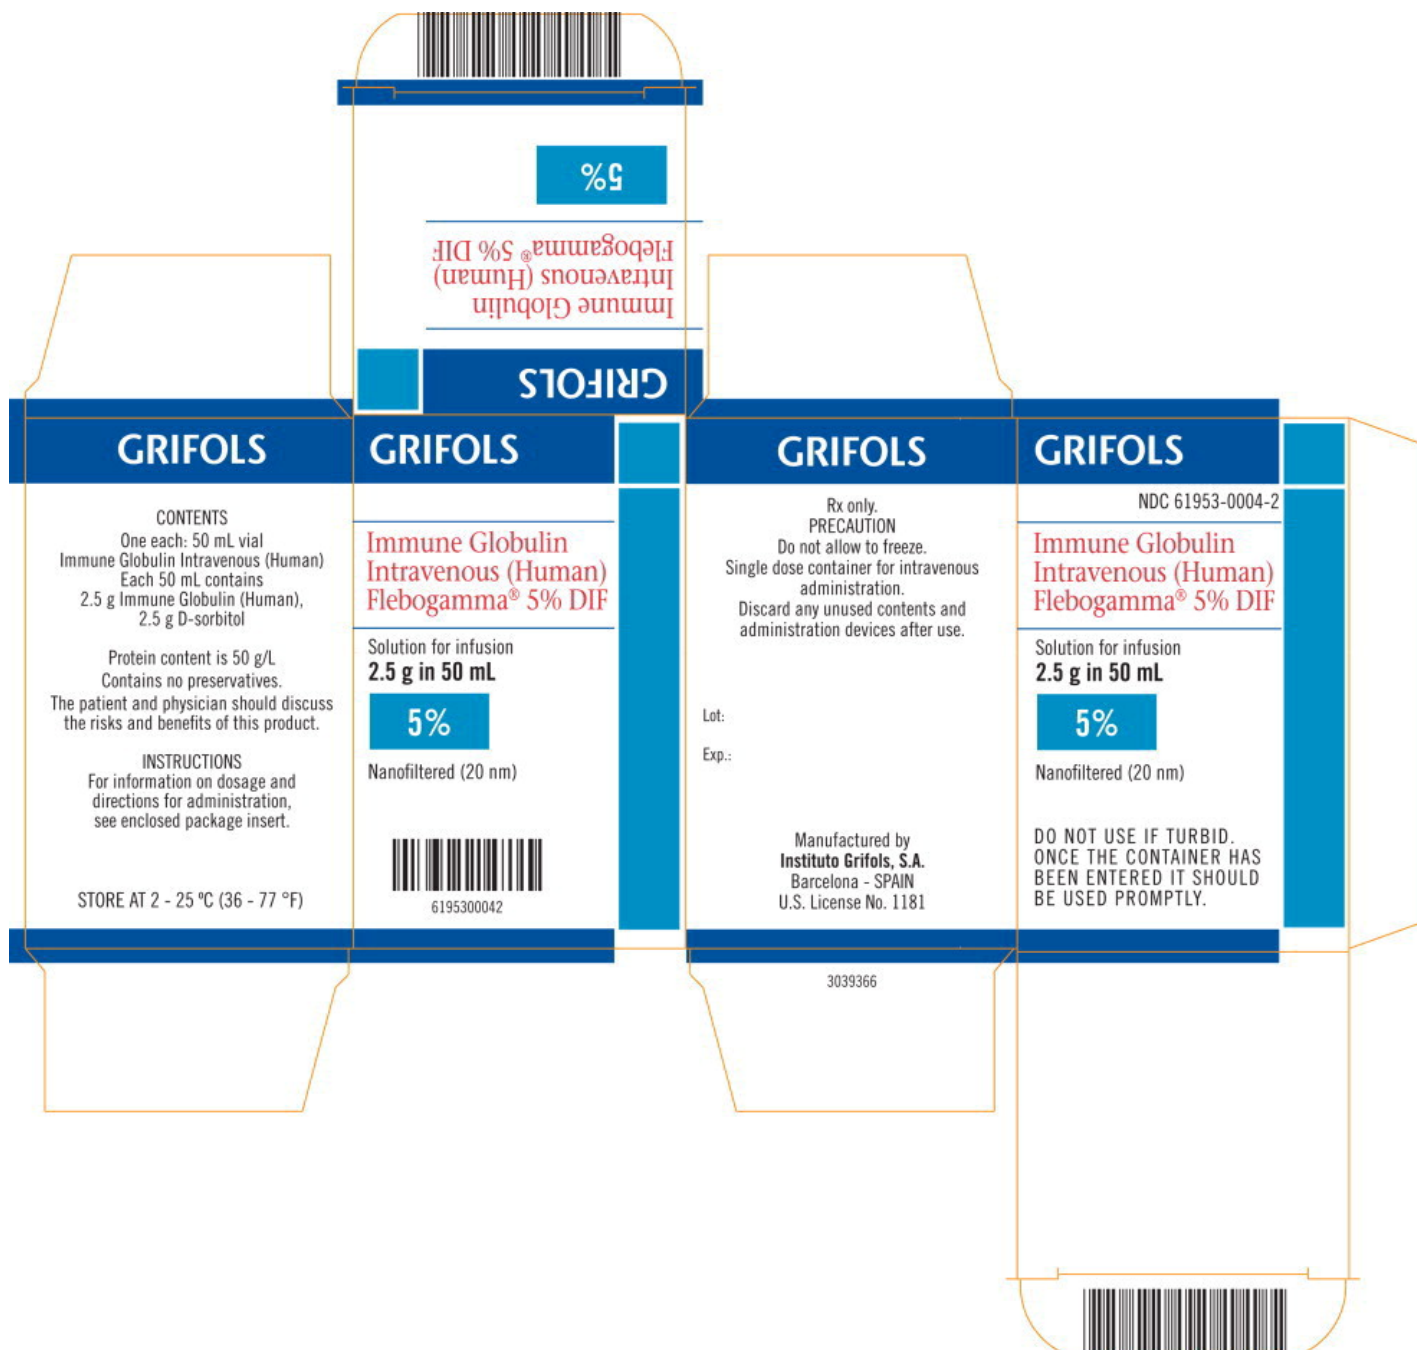 5%
Flebogamma® 5% DIF
Intravenous (Human)
Immune Globulin
GRIFOLS
GRIFOLS
CONTENTS
One each: 50 mL vial
Immune Globulin Intravenous (Human)
Each 50 mL contains
2.5 g Immune Globulin (Human),
2.5 g D-sorbitol
Protein content is 50 g/L
Contains no preservatives.
The patient and physician should discuss
the risks and benefits of this product.
INSTRUCTIONS
For information on dosage and
directions for administration,
see enclosed package insert.
STORE AT 2 - 25 ºC (36 - 77 °F)
GRIFOLS
Immune Globulin
Intravenous (Human)
Flebogamma® 5% DIF
Solution for infusion
2.5 g in 50 mL
5%
Nanofiltered (20 nm)
6195300042
GRIFOLS
Rx only.
PRECAUTION
Do not allow to freeze.
Single dose container for intravenous
administration.
Discard any unused contents and
administration devices after use.
Lot:
Exp.:
Manufactured by
Instituto Grifols, S.A.
Barcelona - SPAIN
U.S. License No. 1181
3039366
GRIFOLS
NDC 61953-0004-2
Immune Globulin
Intravenous (Human)
Flebogamma® 5% DIF
Solution for infusion
2.5 g in 50 mL
5%
Nanofiltered (20 nm)
DO NOT USE IF TURBID.
ONCE THE CONTAINER HAS
BEEN ENTERED IT SHOULD
BE USED PROMPTLY.